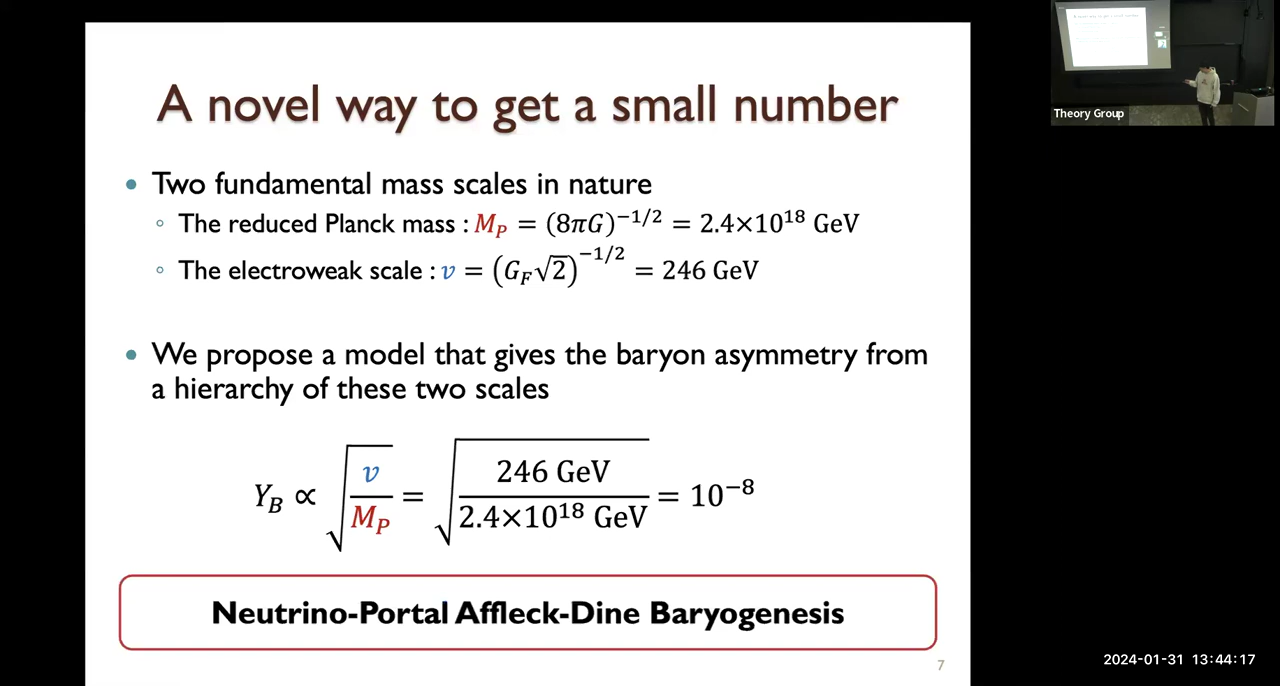 A novel way to get a small number
• Two fundamental mass scales in nature
◦ The reduced Planck mass : M_P = (8πG)^{−1/2} = 2.4×10^{18} GeV
◦ The electroweak scale : v = (G_F√2)^{−1/2} = 246 GeV
• We propose a model that gives the baryon asymmetry from
a hierarchy of these two scales
Y_B ∝ √(v/M_P) = √(246 GeV/2.4×10^{18} GeV) = 10^{−8}
Neutrino-Portal Affleck-Dine Baryogenesis
7
Theory Group
2024-01-31 13:44:17